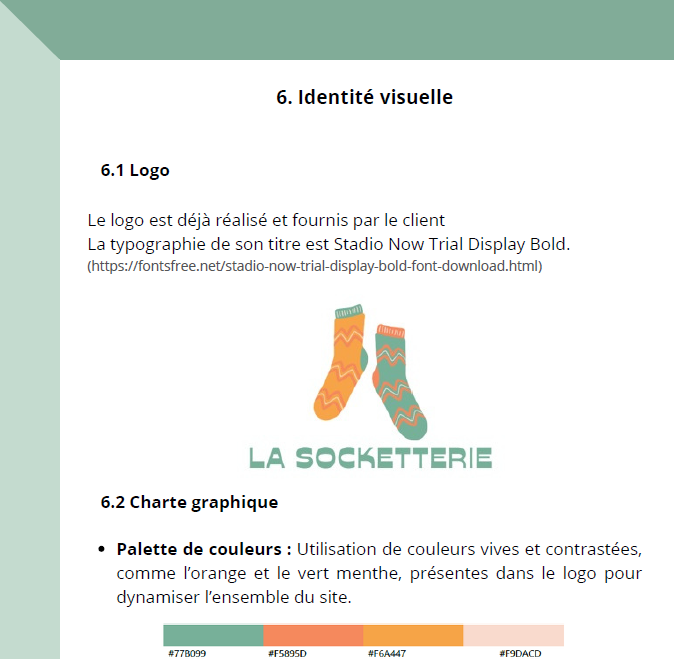 6. Identité visuelle
6.1 Logo
Le logo est déjà réalisé et fournis par le client
La typographie de son titre est Stadio Now Trial Display Bold.
(https://fontsfree.net/stadio-now-trial-display-bold-font-download.html)
LA SOCKETTERIE
6.2 Charte graphique
• Palette de couleurs : Utilisation de couleurs vives et contrastées,
comme l’orange et le vert menthe, présentes dans le logo pour
dynamiser l’ensemble du site.
#77B099 #F5895D #F6A447 #F9DACD